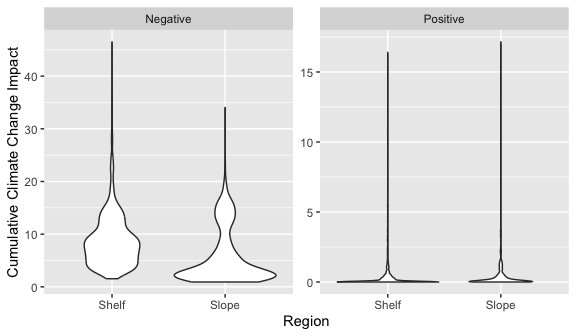 Negative
Positive
Cumulative Climate Change Impact
40
30
20
10
0
15
10
5
0
Shelf
Slope
Shelf
Slope
Region